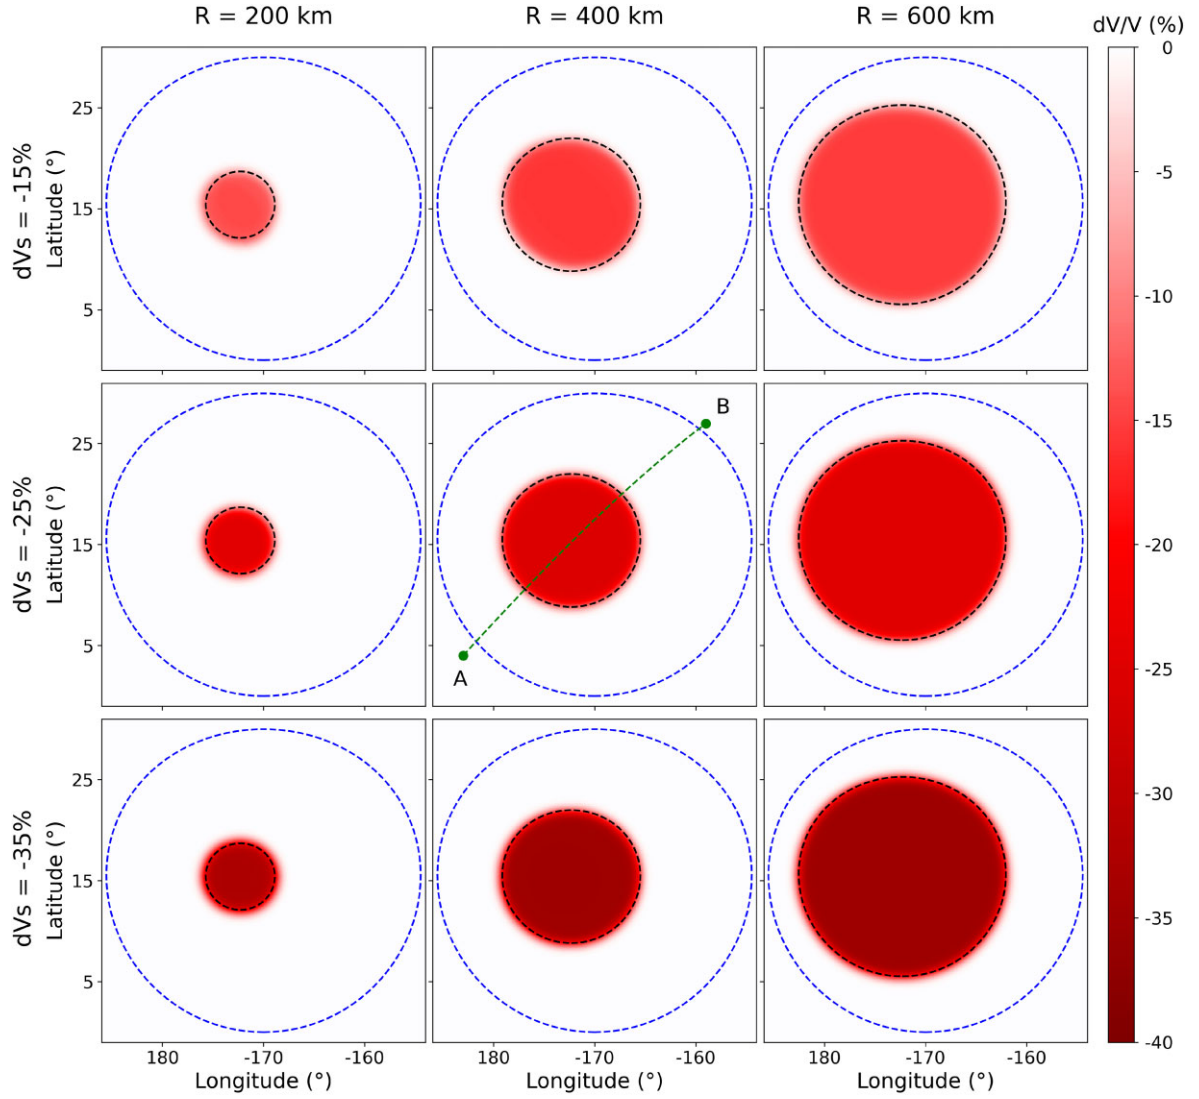 R = 200 km
R = 400 km
R = 600 km
dV/V (%)
dVs = -15%
Latitude (°)
25
15
5
dVs = -25%
Latitude (°)
25
15
5
B
A
dVs = -35%
Latitude (°)
25
15
5
180
-170
-160
180
-170
-160
180
-170
-160
Longitude (°)
Longitude (°)
Longitude (°)
0
-5
-10
-15
-20
-25
-30
-35
-40